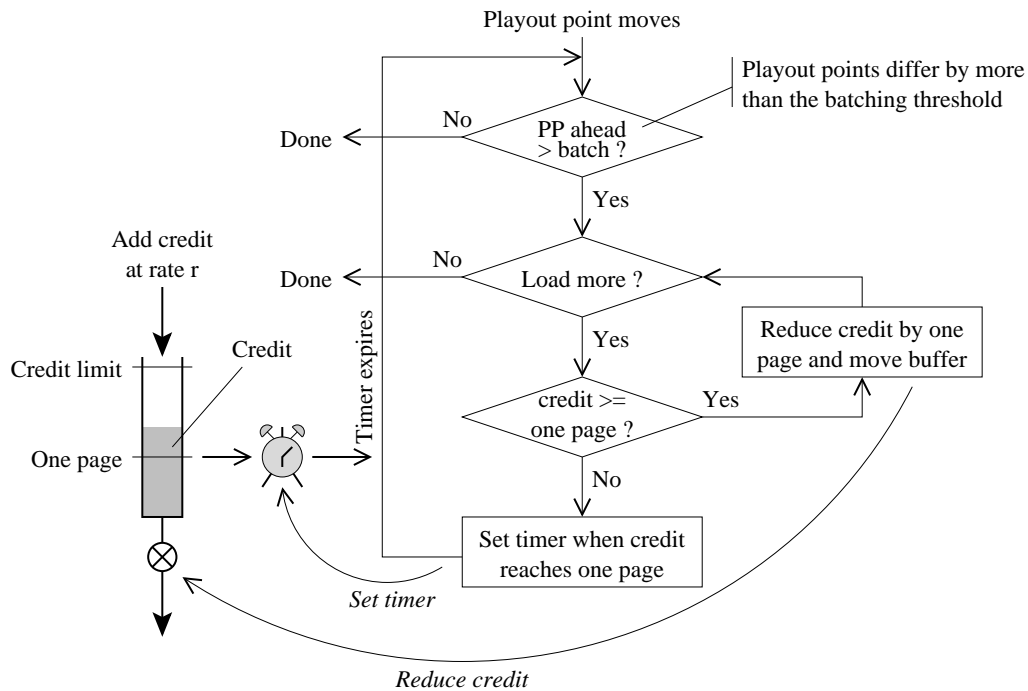 Playout point moves
Playout points differ by more
than the batching threshold
No
Done
PP ahead
> batch ?
Yes
Add credit
at rate r
No
Done
Load more ?
Timer expires
Yes
Reduce credit by one
page and move buffer
Credit
Credit limit
credit >=
one page ?
Yes
One page
No
Set timer when credit
reaches one page
Set timer
Reduce credit